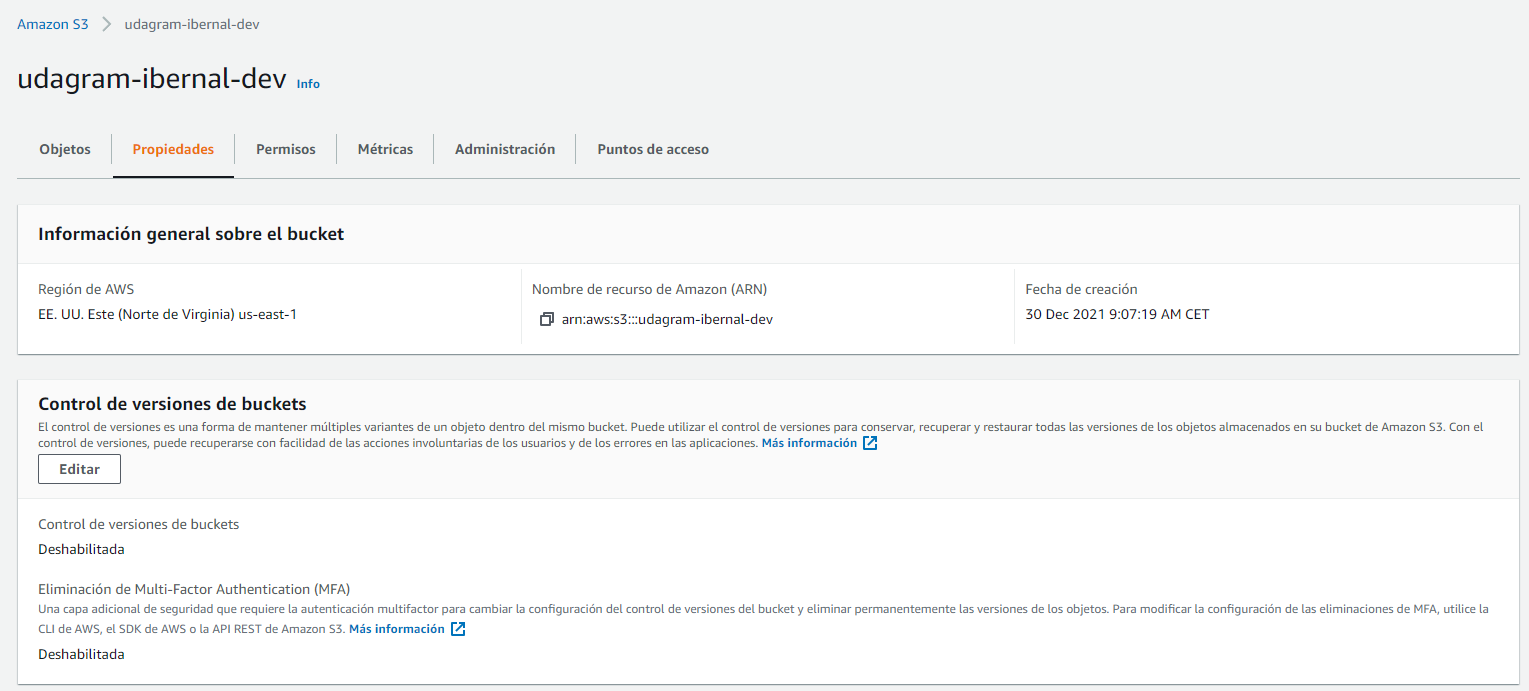 Amazon S3 > udagram-ibernal-dev
udagram-ibernal-dev Info
Objetos Propiedades Permisos Métricas Administración Puntos de acceso
Información general sobre el bucket
Región de AWS Nombre de recurso de Amazon (ARN) Fecha de creación
EE. UU. Este (Norte de Virginia) us-east-1 arn:aws:s3:::udagram-ibernal-dev 30 Dec 2021 9:07:19 AM CET
Control de versiones de buckets
El control de versiones es una forma de mantener múltiples variantes de un objeto dentro del mismo bucket. Puede utilizar el control de versiones para conservar, recuperar y restaurar todas las versiones de los objetos almacenados en su bucket de Amazon S3. Con el
control de versiones, puede recuperarse con facilidad de las acciones involuntarias de los usuarios y de los errores en las aplicaciones. Más información
Editar
Control de versiones de buckets
Deshabilitada
Eliminación de Multi-Factor Authentication (MFA)
Una capa adicional de seguridad que requiere la autenticación multifactor para cambiar la configuración del control de versiones del bucket y eliminar permanentemente las versiones de los objetos. Para modificar la configuración de las eliminaciones de MFA, utilice la
CLI de AWS, el SDK de AWS o la API REST de Amazon S3. Más información
Deshabilitada